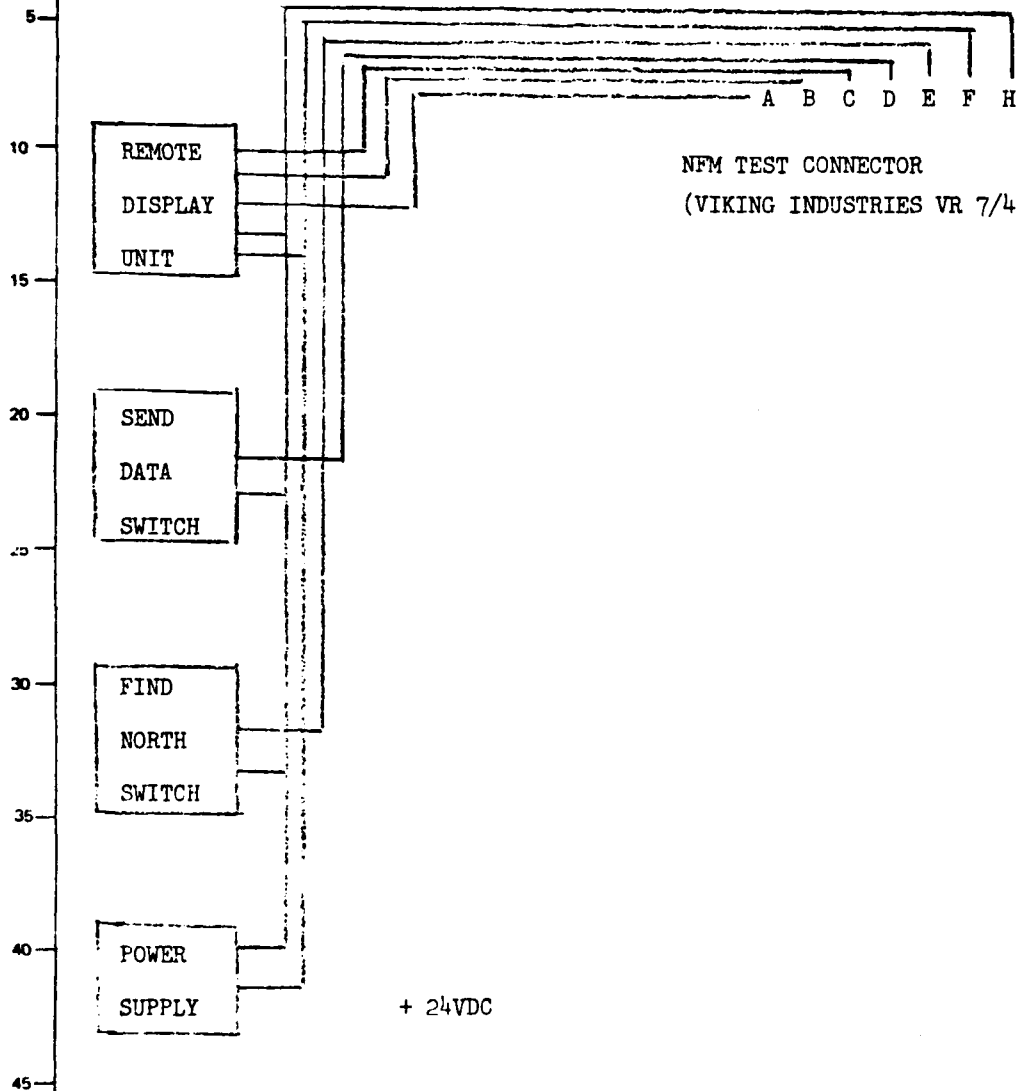 5
A B C D E F H
10
REMOTE
DISPLAY
UNIT
NFM TEST CONNECTOR
(VIKING INDUSTRIES VR 7/4
15
20
SEND
DATA
SWITCH
25
30
FIND
NORTH
SWITCH
35
40
POWER
SUPPLY
+ 24VDC
45